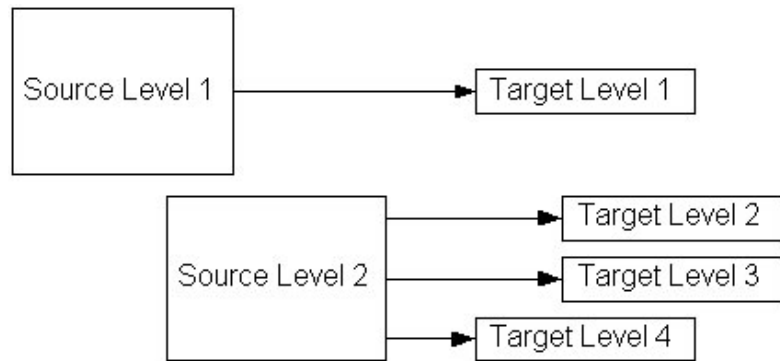 Source Level 1
Target Level 1
Target Level 2
Source Level 2
Target Level 3
Target Level 4